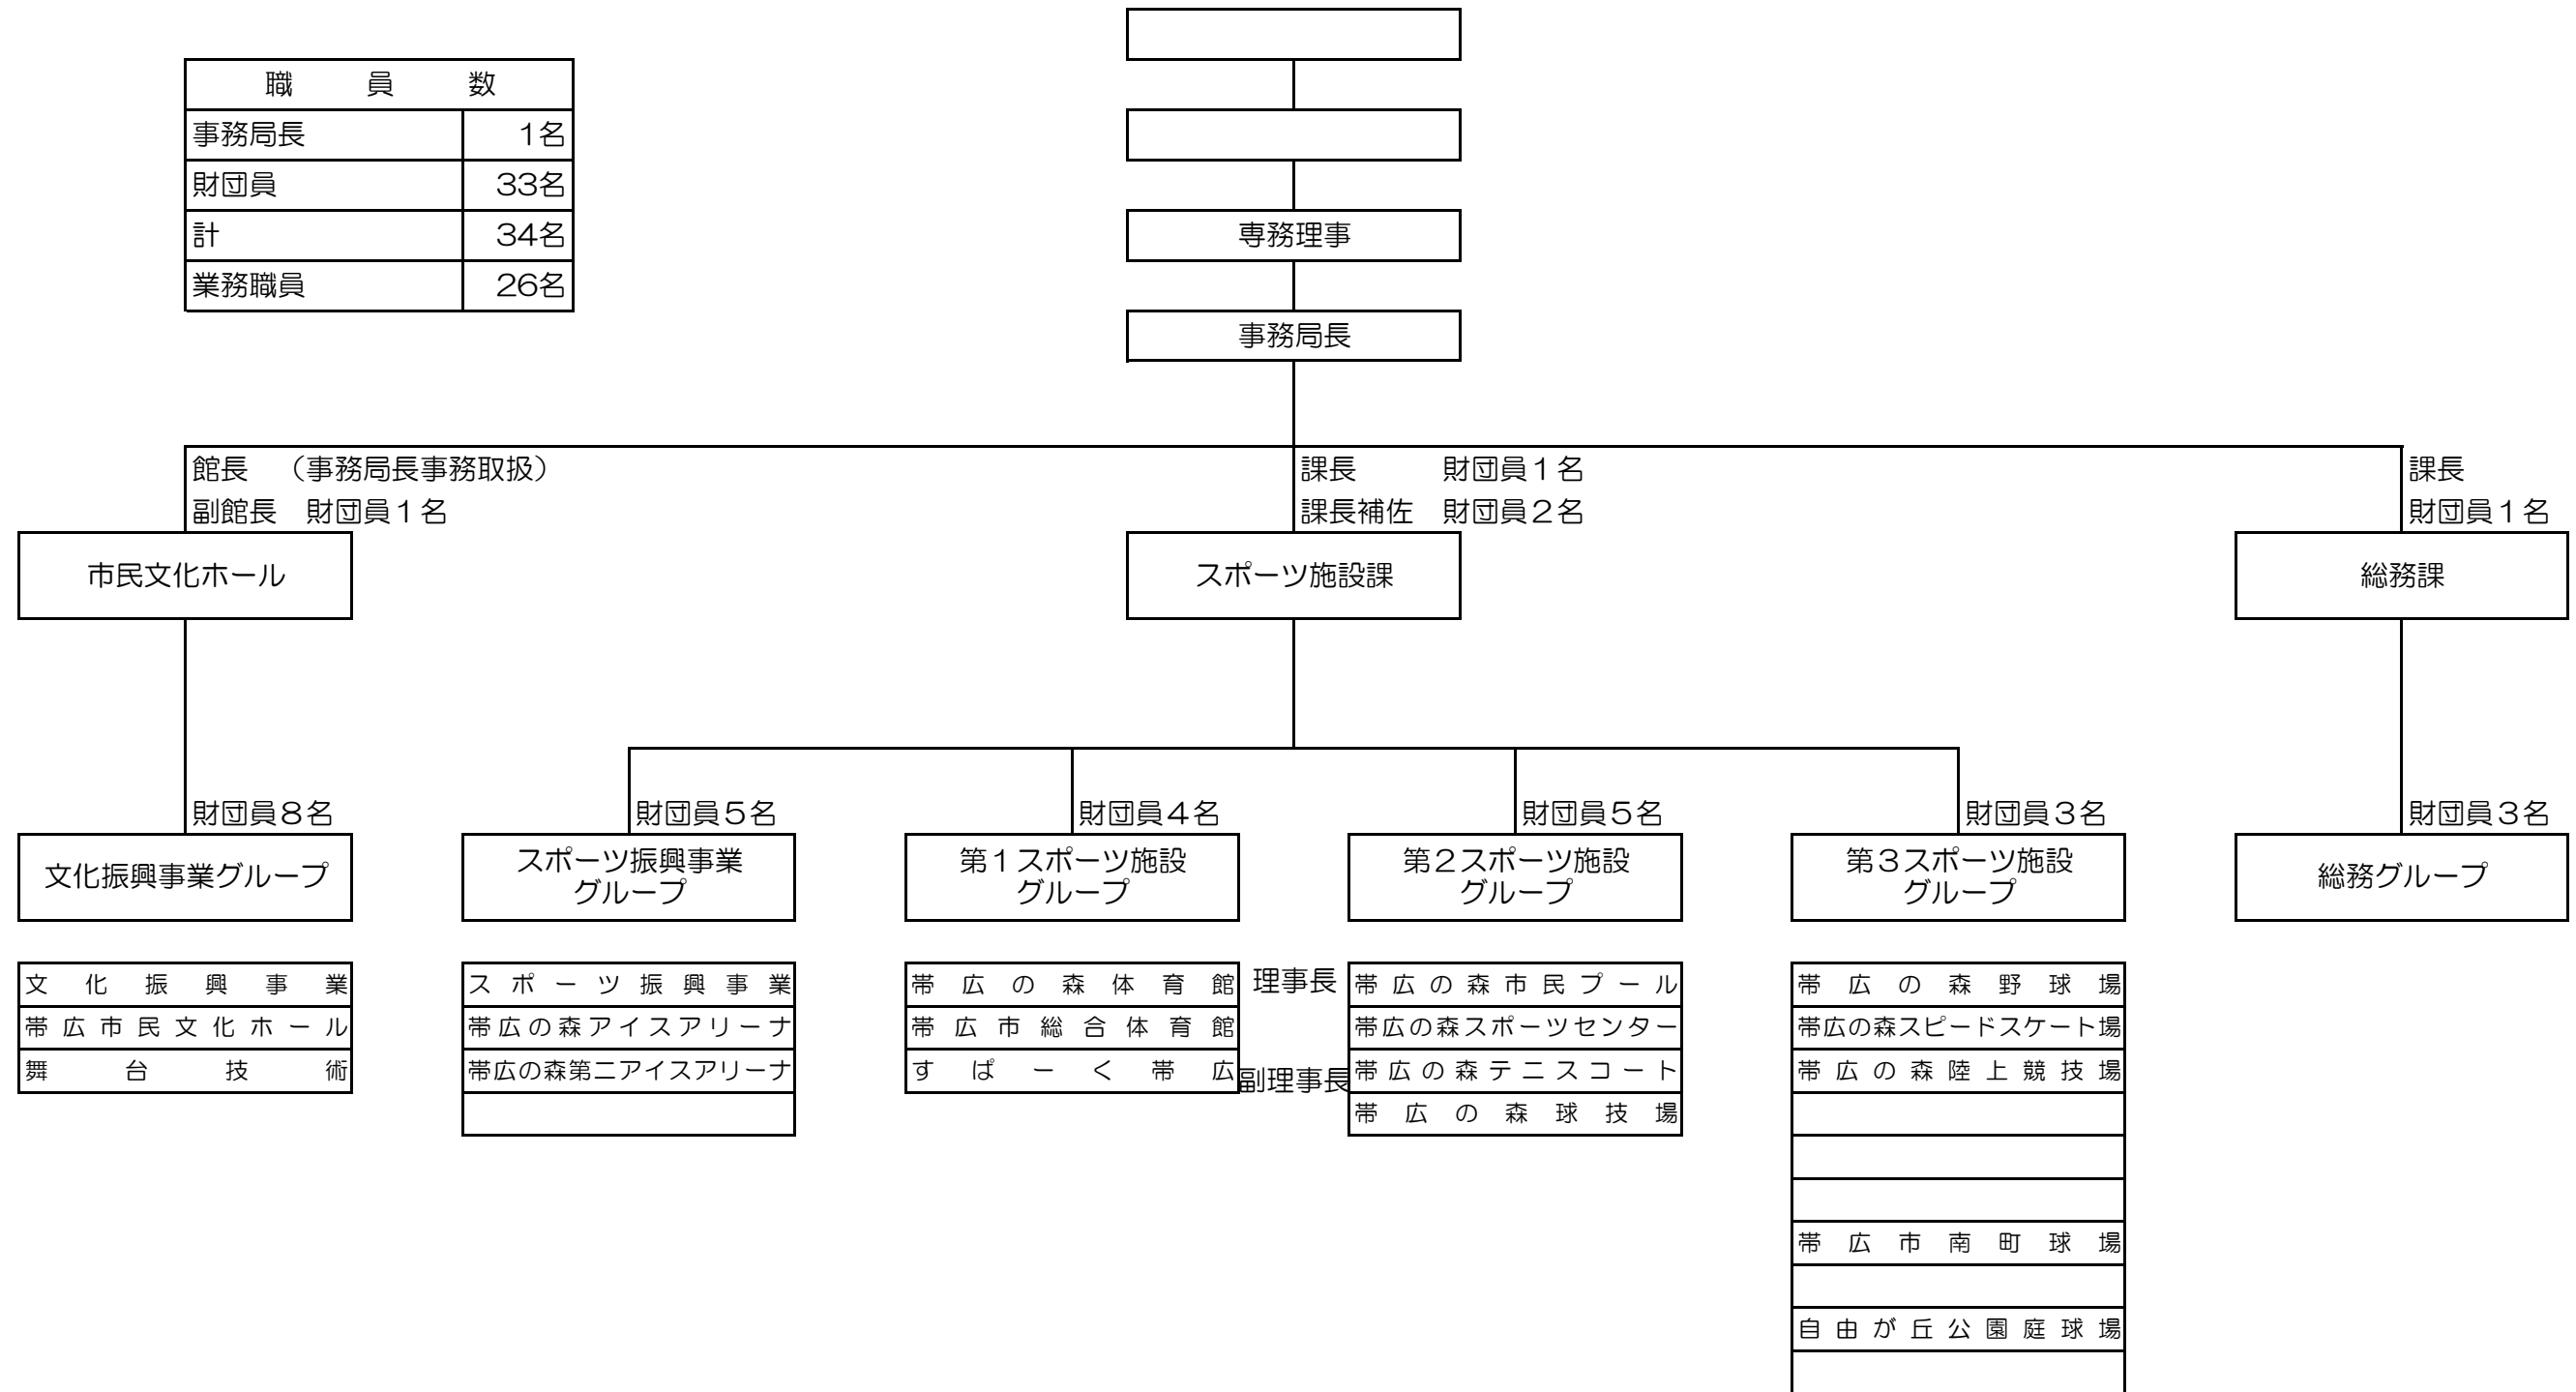 職員数
事務局長 1名
財団員 33名
計 34名
業務職員 26名
専務理事
事務局長
館長 （事務局長事務取扱）
副館長 財団員１名
課長 財団員１名
課長補佐 財団員２名
課長
財団員１名
市民文化ホール
スポーツ施設課
総務課
財団員８名
財団員５名
財団員４名
財団員５名
財団員３名
財団員３名
文化振興事業グループ
スポーツ振興事業
グループ
第１スポーツ施設
グループ
第２スポーツ施設
グループ
第３スポーツ施設
グループ
総務グループ
文化振興事業
帯広市民文化ホール
舞台技術
スポーツ振興事業
帯広の森アイスアリーナ
帯広の森第二アイスアリーナ
帯広の森体育館
帯広市総合体育館
すぱーく帯広
理事長
副理事長
帯広の森市民プール
帯広の森スポーツセンター
帯広の森テニスコート
帯広の森球技場
帯広の森野球場
帯広の森スピードスケート場
帯広の森陸上競技場
帯広市南町球場
自由が丘公園庭球場